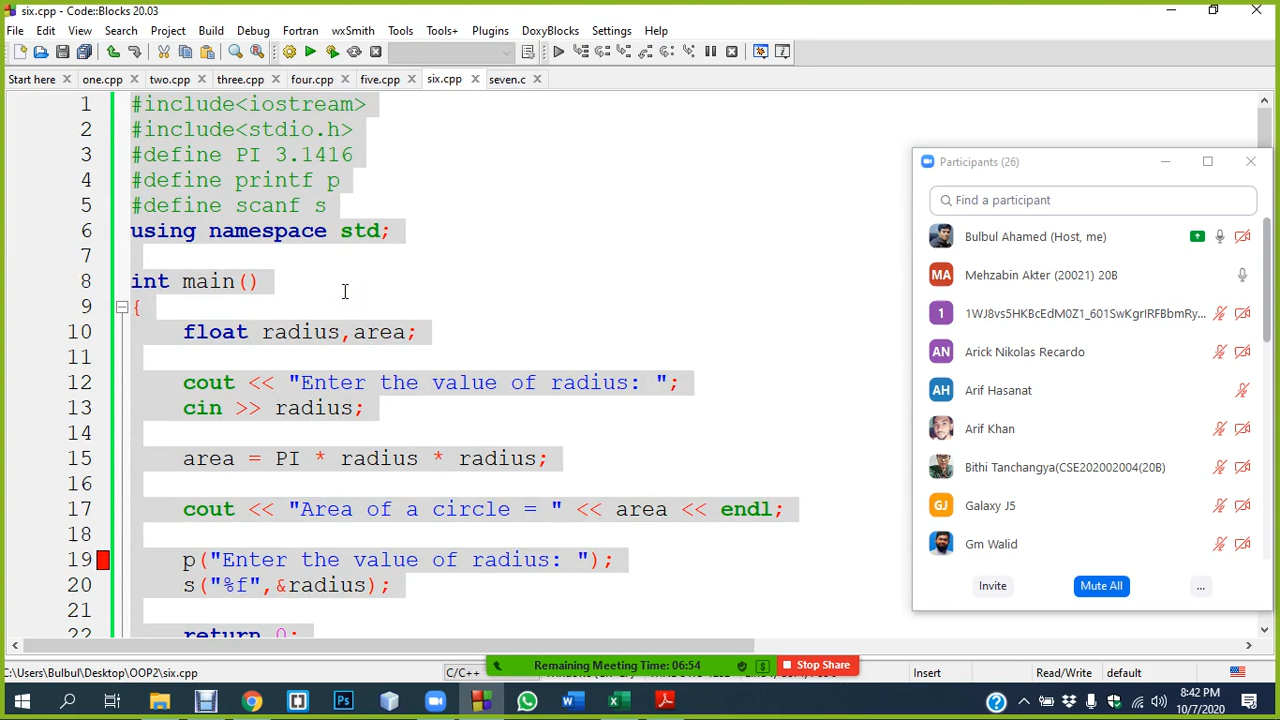 six.cpp - Code::Blocks 20.03
File Edit View Search Project Build Debug Fortran wxSmith Tools Tools+ Plugins DoxyBlocks Settings Help
Start here one.cpp two.cpp three.cpp four.cpp five.cpp six.cpp seven.c
1 #include<iostream>
2 #include<stdio.h>
3 #define PI 3.1416
4 #define printf p
5 #define scanf s
6 using namespace std;
7
8 int main()
9 {
10 float radius,area;
11
12 cout << "Enter the value of radius: ";
13 cin >> radius;
14
15 area = PI * radius * radius;
16
17 cout << "Area of a circle = " << area << endl;
18
19 p("Enter the value of radius: ");
20 s("%f",&radius);
21
22 return 0;
Participants (26)
Find a participant
Bulbul Ahamed (Host, me)
MA Mehzabin Akter (20021) 20B
1 1WJ8vs5HKBcEdM0Z1_601SwKgrIRFBbmRy...
AN Arick Nikolas Recardo
AH Arif Hasanat
Arif Khan
Bithi Tanchangya(CSE202002004(20B)
GJ Galaxy J5
Gm Walid
Invite Mute All ...
C:\Users\Bulbul\Desktop\OOP2\six.cpp C/C++ Insert Read/Write default
Remaining Meeting Time: 06:54 Stop Share
8:42 PM
10/7/2020